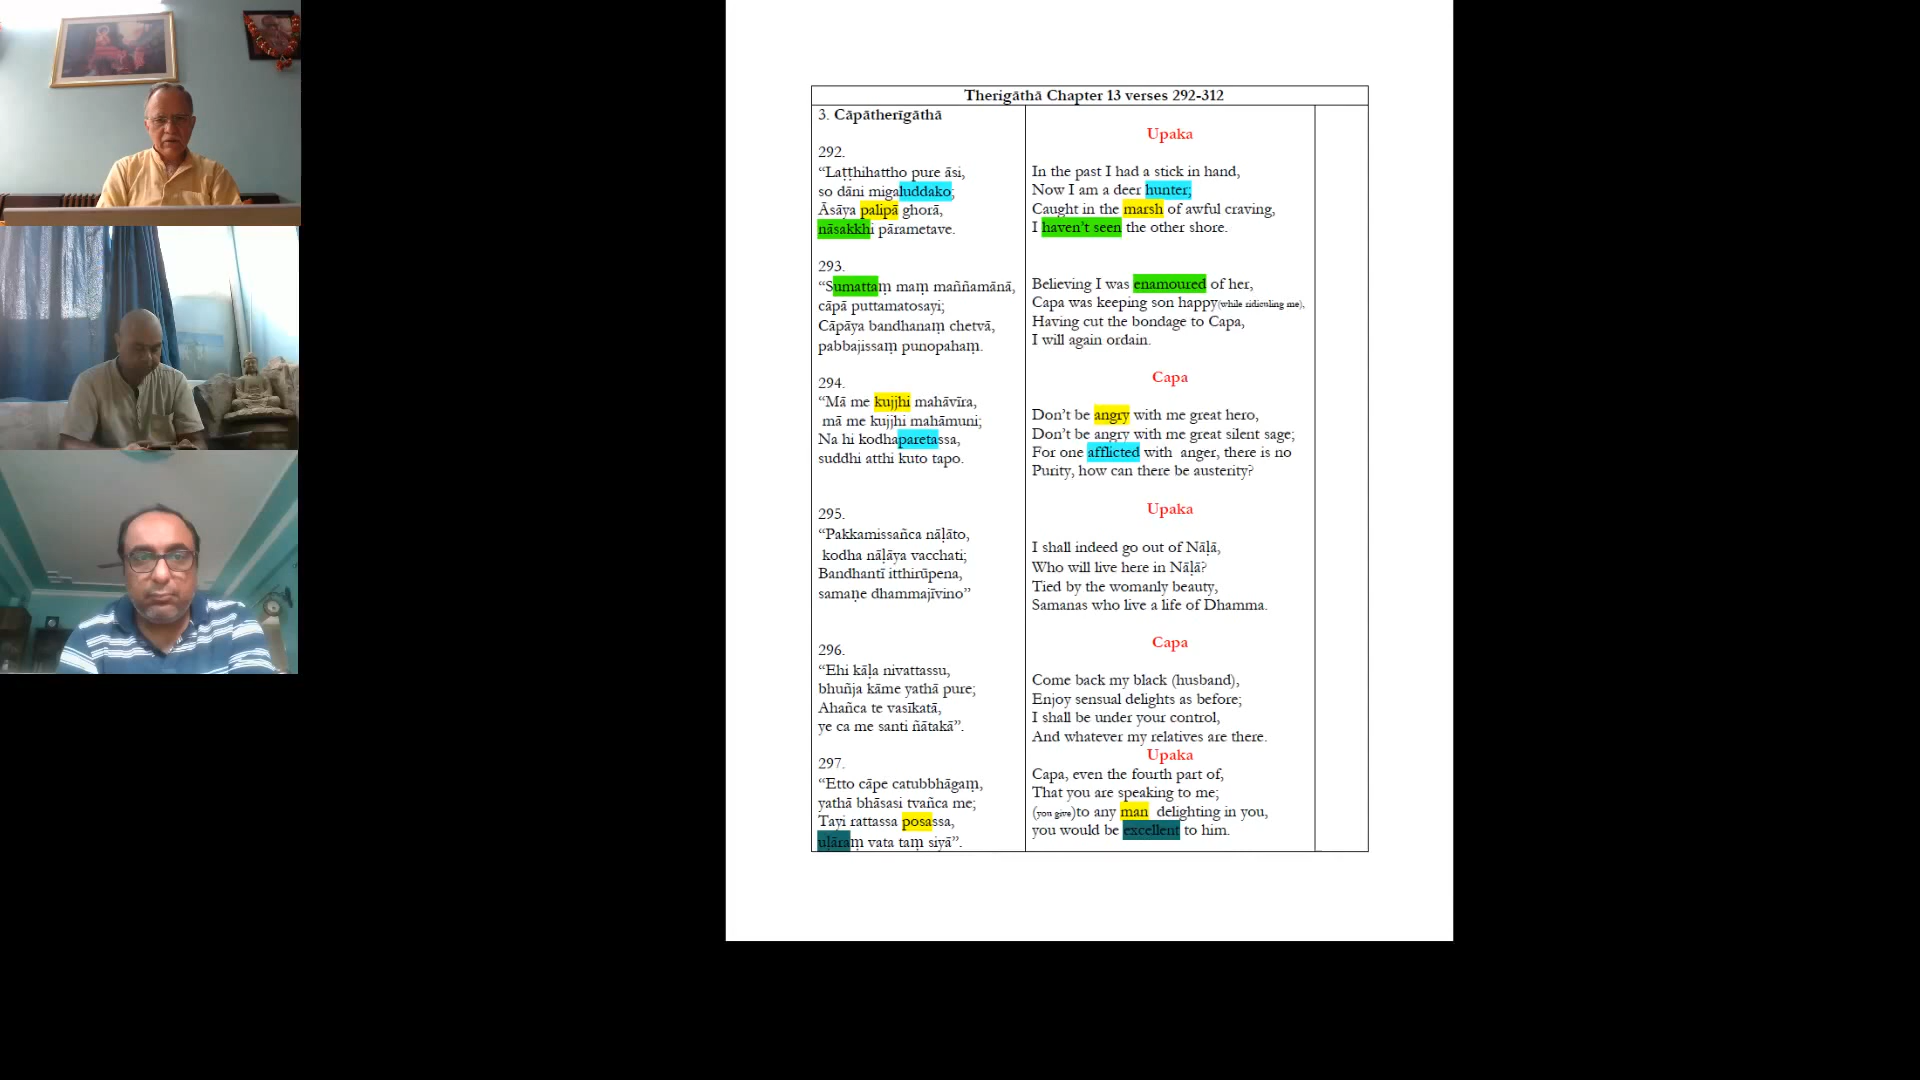 Therīgāthā Chapter 13 verses 292-312
3. Cāpātherīgāthā
292.
“Laṭṭhihattho pure āsi,
so dāni migaluddako;
Āsāya palipā ghorā,
nāsakkhi pārametave.
293.
“Sumattaṃ maṃ maññamānā,
cāpā puttamatosayi;
Cāpāya bandhanaṃ chetvā,
pabbajissaṃ punopahaṃ.
294.
“Mā me kujjhi mahāvīra,
mā me kujjhi mahāmuni;
Na hi kodhaparetassa,
suddhi atthi kuto tapo.
295.
“Pakkamissañca nāḷāto,
kodha nāḷāya vacchati;
Bandhantī itthirūpena,
samaṇe dhammajīvino”
296.
“Ehi kāḷa nivattassu,
bhuñja kāme yathā pure;
Ahañca te vasīkatā,
ye ca me santi ñātakā”.
297.
“Etto cāpe catubbhāgaṃ,
yathā bhāsasi tvañca me;
Tayi rattassa posassa,
uḷāraṃ vata taṃ siyā”.
Upaka
In the past I had a stick in hand,
Now I am a deer hunter;
Caught in the marsh of awful craving,
I haven’t seen the other shore.
Believing I was enamoured of her,
Capa was keeping son happy(while ridiculing me),
Having cut the bondage to Capa,
I will again ordain.
Capa
Don’t be angry with me great hero,
Don’t be angry with me great silent sage;
For one afflicted with anger, there is no
Purity, how can there be austerity?
Upaka
I shall indeed go out of Nāḷā,
Who will live here in Nāḷā?
Tied by the womanly beauty,
Samanas who live a life of Dhamma.
Capa
Come back my black (husband),
Enjoy sensual delights as before;
I shall be under your control,
And whatever my relatives are there.
Upaka
Capa, even the fourth part of,
That you are speaking to me;
(you give)to any man delighting in you,
you would be excellent to him.